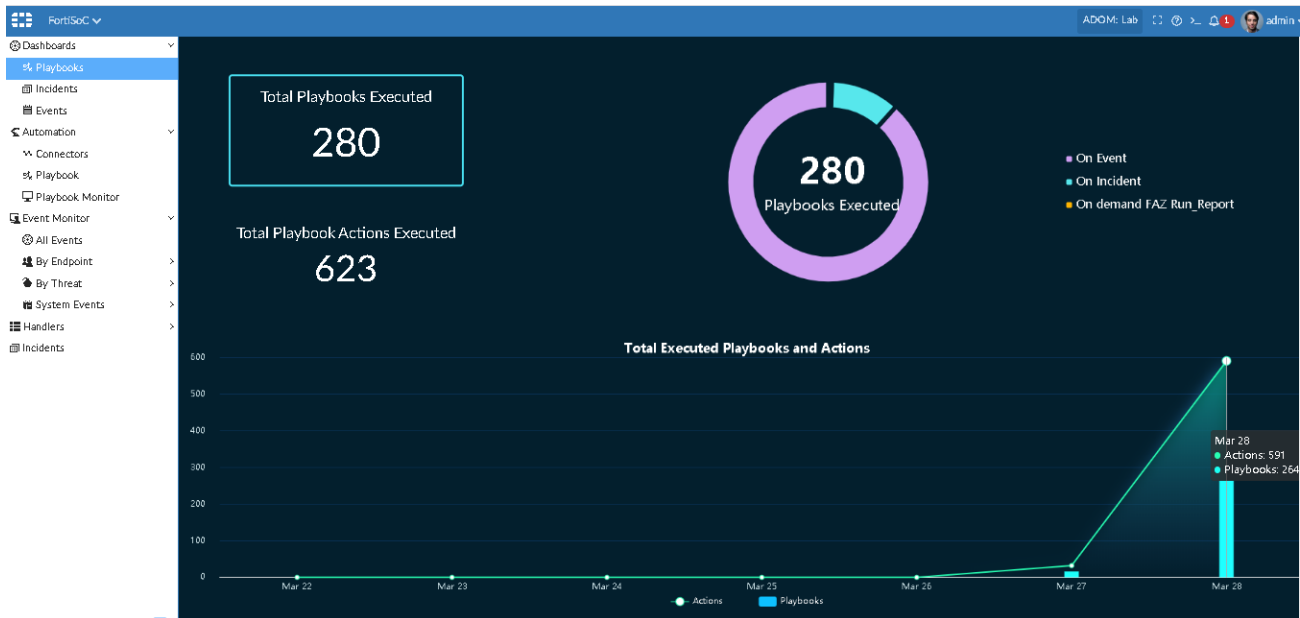 FortiSoC
ADOM: Lab
1
admin
Dashboards
Playbooks
Incidents
Events
Automation
Connectors
Playbook
Playbook Monitor
Event Monitor
All Events
By Endpoint
By Threat
System Events
Handlers
Incidents
Total Playbooks Executed
280
Total Playbook Actions Executed
623
280
Playbooks Executed
On Event
On Incident
On demand FAZ Run_Report
Total Executed Playbooks and Actions
600
500
400
300
200
100
0
Mar 22 Mar 23 Mar 24 Mar 25 Mar 26 Mar 27 Mar 28
Mar 28
Actions: 591
Playbooks: 264
Actions Playbooks